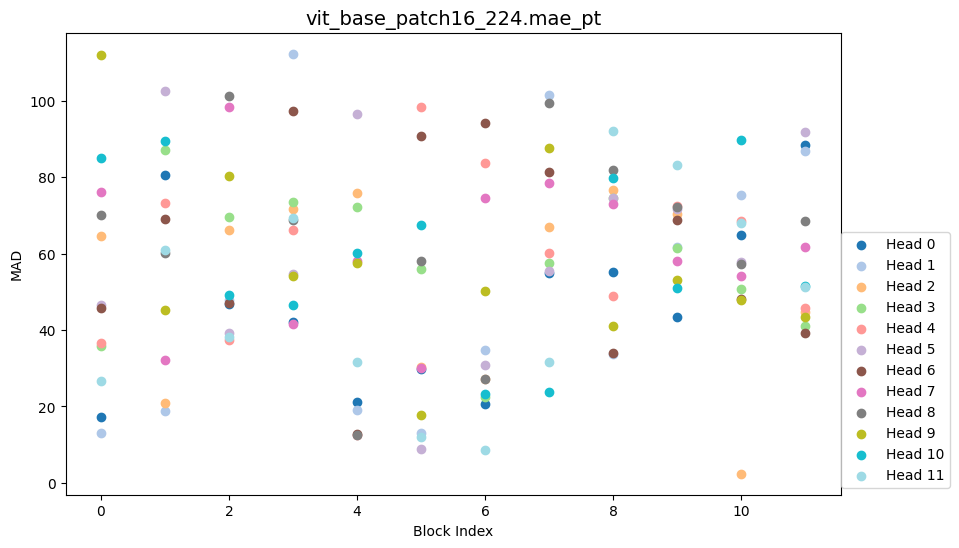 vit_base_patch16_224.mae_pt
MAD
100
80
60
40
20
0
0 2 4 6 8 10
Block Index
Head 0
Head 1
Head 2
Head 3
Head 4
Head 5
Head 6
Head 7
Head 8
Head 9
Head 10
Head 11